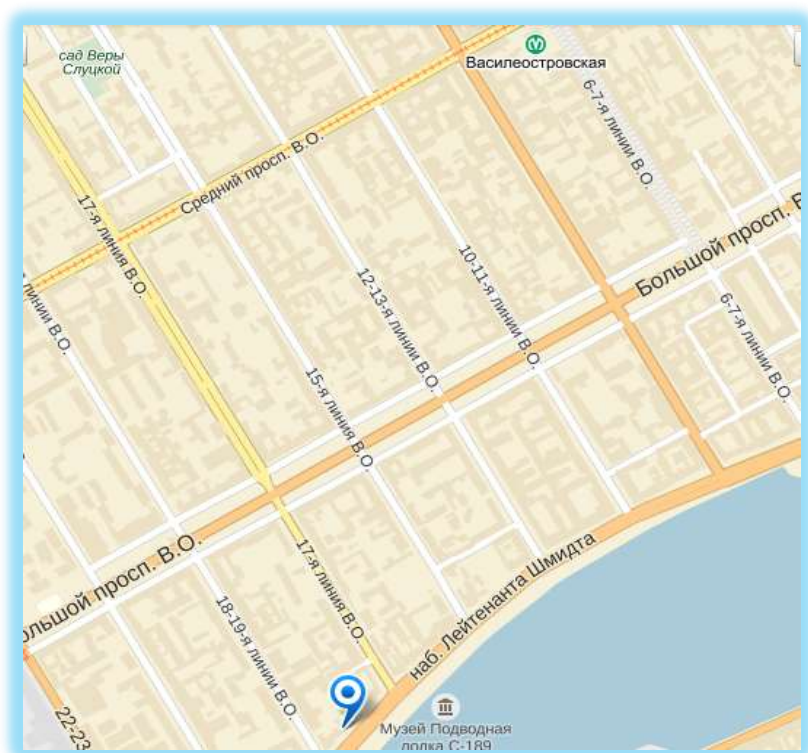 сад Веры
Слуцкой
Василеостровская
6-7-я линии В.О.
Средний просп. В.О.
17-я линия В.О.
10-11-я линии В.О.
Большой просп. В
12-13-я линии В.О.
линии В.О.
6-7-я линии В.О.
15-я линия В.О.
17-я линия В.О.
наб. Лейтенанта Шмидта
ольшой просп. В.О.
18-19-я линии В.О.
22-23
Музей Подводная
лодка С-189